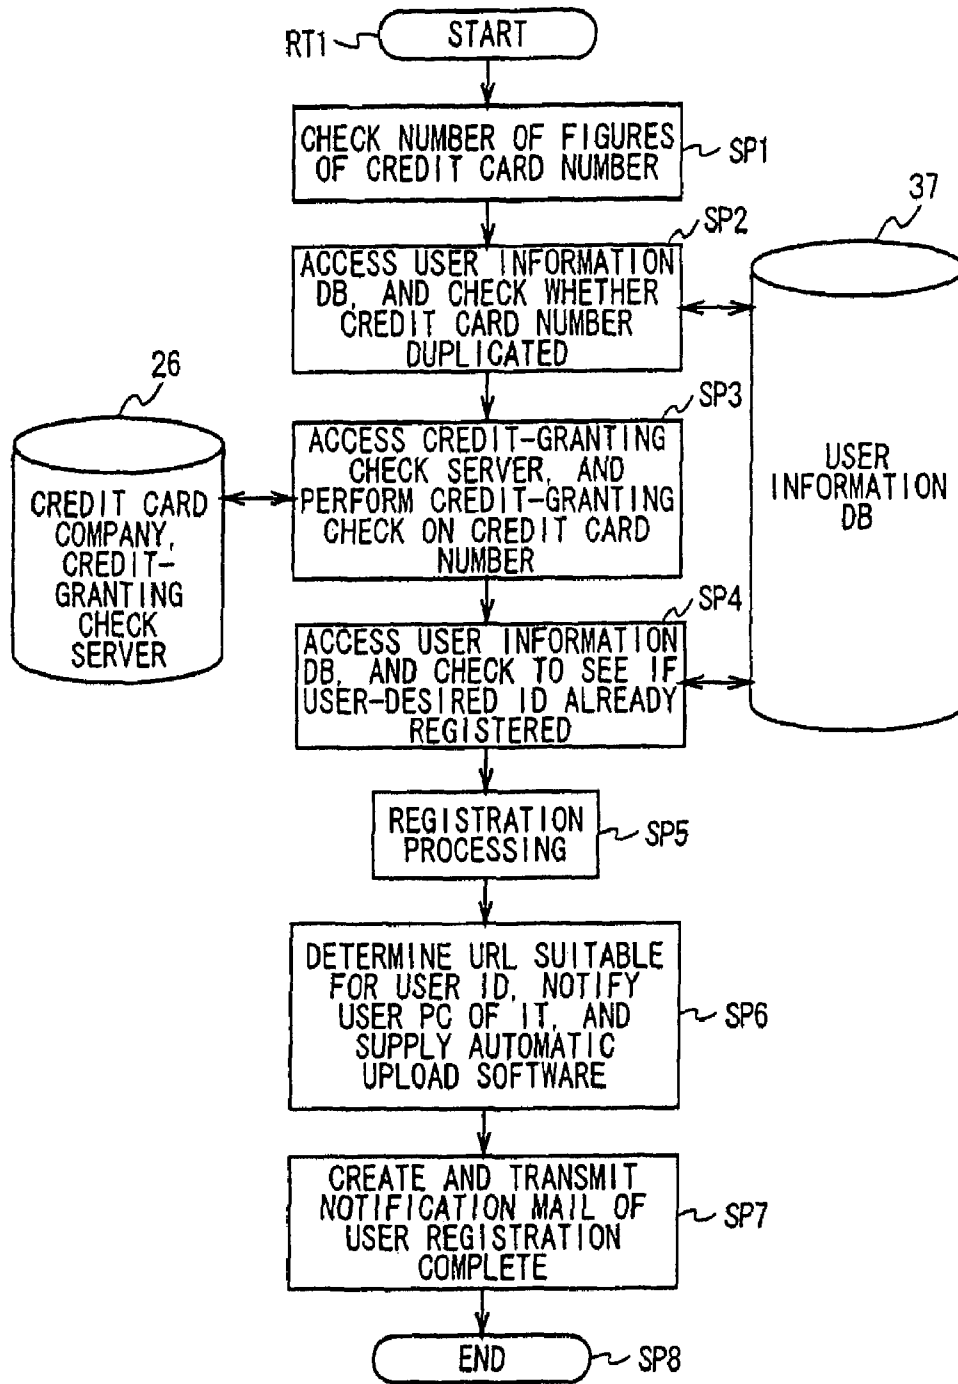 RT1
START
CHECK NUMBER OF FIGURES
OF CREDIT CARD NUMBER
SP1
SP2
ACCESS USER INFORMATION
DB, AND CHECK WHETHER
CREDIT CARD NUMBER
DUPLICATED
37
USER
INFORMATION
DB
26
CREDIT CARD
COMPANY,
CREDIT-
GRANTING
CHECK
SERVER
SP3
ACCESS CREDIT-GRANTING
CHECK SERVER, AND
PERFORM CREDIT-GRANTING
CHECK ON CREDIT CARD
NUMBER
SP4
ACCESS USER INFORMATION
DB, AND CHECK TO SEE IF
USER-DESIRED ID ALREADY
REGISTERED
REGISTRATION
PROCESSING
SP5
DETERMINE URL SUITABLE
FOR USER ID, NOTIFY
USER PC OF IT, AND
SUPPLY AUTOMATIC
UPLOAD SOFTWARE
SP6
CREATE AND TRANSMIT
NOTIFICATION MAIL OF
USER REGISTRATION
COMPLETE
SP7
END
SP8